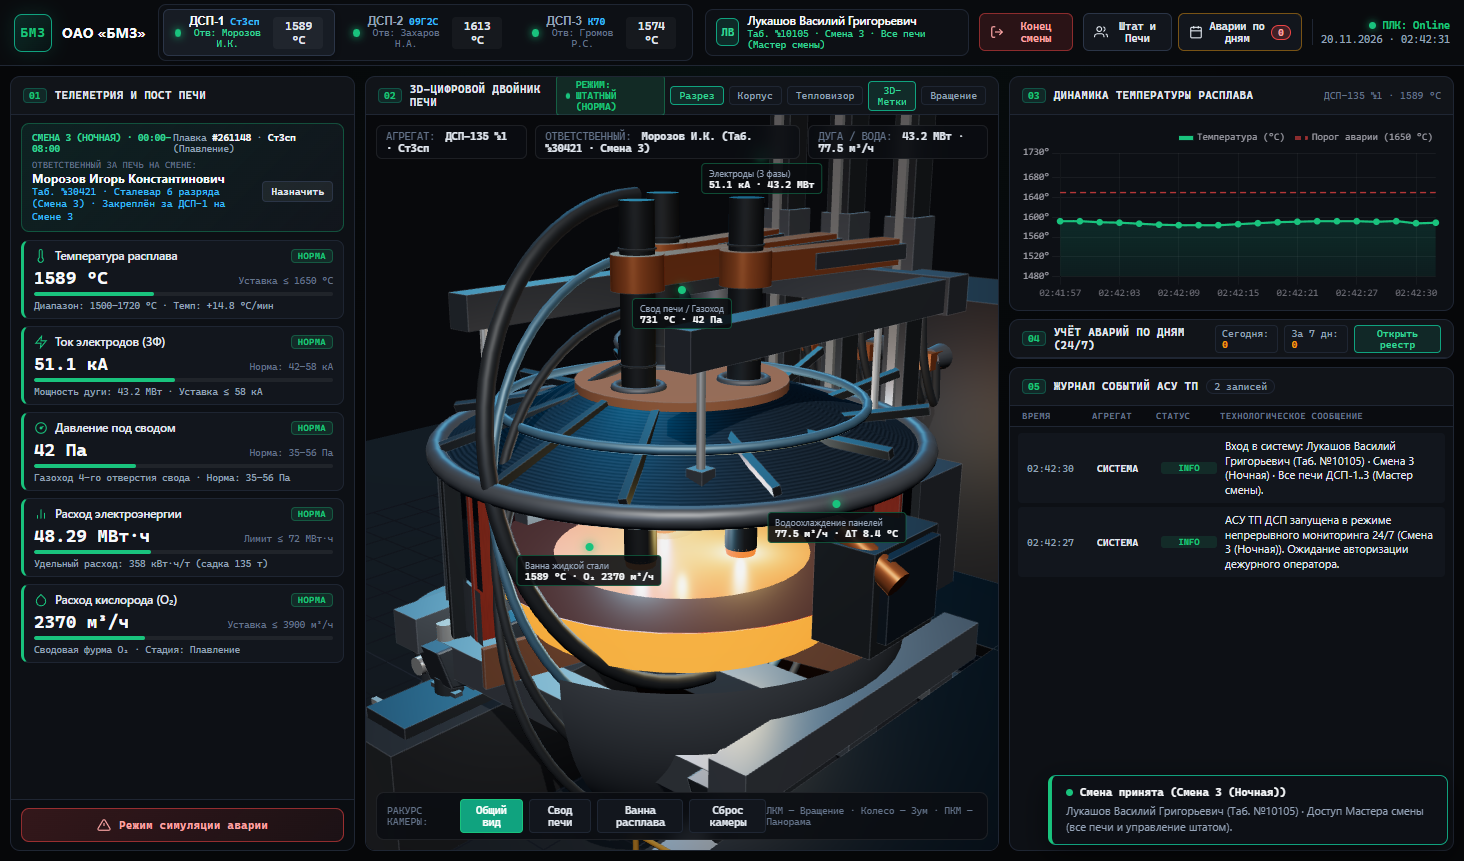 БМЗ
ОАО «БМЗ»
ДСП-1 Ст3сп
Отв: Морозов
И.К.
1589
°C
ДСП-2 09Г2С
Отв: Захаров
Н.А.
1613
°C
ДСП-3 К70
Отв: Громов
Р.С.
1574
°C
ЛВ
Лукашов Василий Григорьевич
Таб. №10105 · Смена 3 · Все печи
(Мастер смены)
Конец
смены
Штат и
Печи
Аварии по
дням
0
ПЛК: Online
20.11.2026 · 02:42:31
01
ТЕЛЕМЕТРИЯ И ПОСТ ПЕЧИ
СМЕНА 3 (НОЧНАЯ) · 00:00–
08:00
Плавка #261148 · Ст3сп
(Плавление)
ОТВЕТСТВЕННЫЙ ЗА ПЕЧЬ НА СМЕНЕ:
Морозов Игорь Константинович
Таб. №30421 · Сталевар 6 разряда
(Смена 3) · Закреплён за ДСП-1 на
Смене 3
Назначить
Температура расплава
НОРМА
1589 °C
Уставка ≤ 1650 °C
Диапазон: 1500–1720 °C · Темп: +14.8 °C/мин
Ток электродов (3Ф)
НОРМА
51.1 кА
Норма: 42–58 кА
Мощность дуги: 43.2 МВт · Уставка ≤ 58 кА
Давление под сводом
НОРМА
42 Па
Норма: 35–56 Па
Газоход 4-го отверстия свода · Норма: 35–56 Па
Расход электроэнергии
НОРМА
48.29 МВт·ч
Лимит ≤ 72 МВт·ч
Удельный расход: 358 кВт·ч/т (садка 135 т)
Расход кислорода (O₂)
НОРМА
2370 м³/ч
Уставка ≤ 3900 м³/ч
Сводовая фурма O₂ · Стадия: Плавление
Режим симуляции аварии
02
3D-ЦИФРОВОЙ ДВОЙНИК
ПЕЧИ
РЕЖИМ:
ШТАТНЫЙ
(НОРМА)
Разрез
Корпус
Тепловизор
3D-
Метки
Вращение
АГРЕГАТ: ДСП-135 №1
· Ст3сп
ОТВЕТСТВЕННЫЙ: Морозов И.К. (Таб.
№30421 · Смена 3)
ДУГА / ВОДА: 43.2 МВт ·
77.5 м³/ч
Электроды (3 фазы)
51.1 кА · 43.2 МВт
Свод печи / Газоход
731 °C · 42 Па
Водоохлаждение панелей
77.5 м³/ч · ΔT 8.4 °C
Ванна жидкой стали
1589 °C · O₂ 2370 м³/ч
РАКУРС
КАМЕРЫ:
Общий
вид
Свод
печи
Ванна
расплава
Сброс
камеры
ЛКМ — Вращение · Колесо — Зум · ПКМ —
Панорама
03
ДИНАМИКА ТЕМПЕРАТУРЫ РАСПЛАВА
ДСП-135 №1 · 1589 °C
Температура (°C)
Порог аварии (1650 °C)
1730°
1680°
1640°
1600°
1560°
1520°
1480°
02:41:57
02:42:03
02:42:09
02:42:15
02:42:21
02:42:27
02:42:30
04
УЧЁТ АВАРИЙ ПО ДНЯМ
(24/7)
Сегодня:
0
За 7 дн:
0
Открыть
реестр
05
ЖУРНАЛ СОБЫТИЙ АСУ ТП
2 записей
ВРЕМЯ
АГРЕГАТ
СТАТУС
ТЕХНОЛОГИЧЕСКОЕ СООБЩЕНИЕ
02:42:30
СИСТЕМА
INFO
Вход в систему: Лукашов Василий
Григорьевич (Таб. №10105) · Смена 3
(Ночная) · Все печи ДСП-1..3 (Мастер
смены).
02:42:27
СИСТЕМА
INFO
АСУ ТП ДСП запущена в режиме
непрерывного мониторинга 24/7 (Смена
3 (Ночная)). Ожидание авторизации
дежурного оператора.
Смена принята (Смена 3 (Ночная))
Лукашов Василий Григорьевич (Таб. №10105) · Доступ Мастера смены
(все печи и управление штатом).